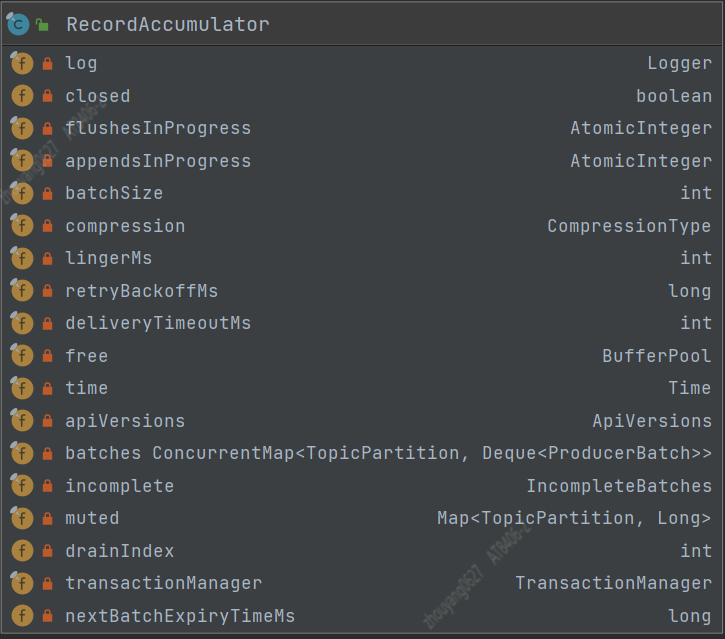 RecordAccumulator
log Logger
closed boolean
flushesInProgress AtomicInteger
appendsInProgress AtomicInteger
batchSize int
compression CompressionType
lingerMs int
retryBackoffMs long
deliveryTimeoutMs int
free BufferPool
time Time
apiVersions ApiVersions
batches ConcurrentMap<TopicPartition, Deque<ProducerBatch>>
incomplete IncompleteBatches
muted Map<TopicPartition, Long>
drainIndex int
transactionManager TransactionManager
nextBatchExpiryTimeMs long